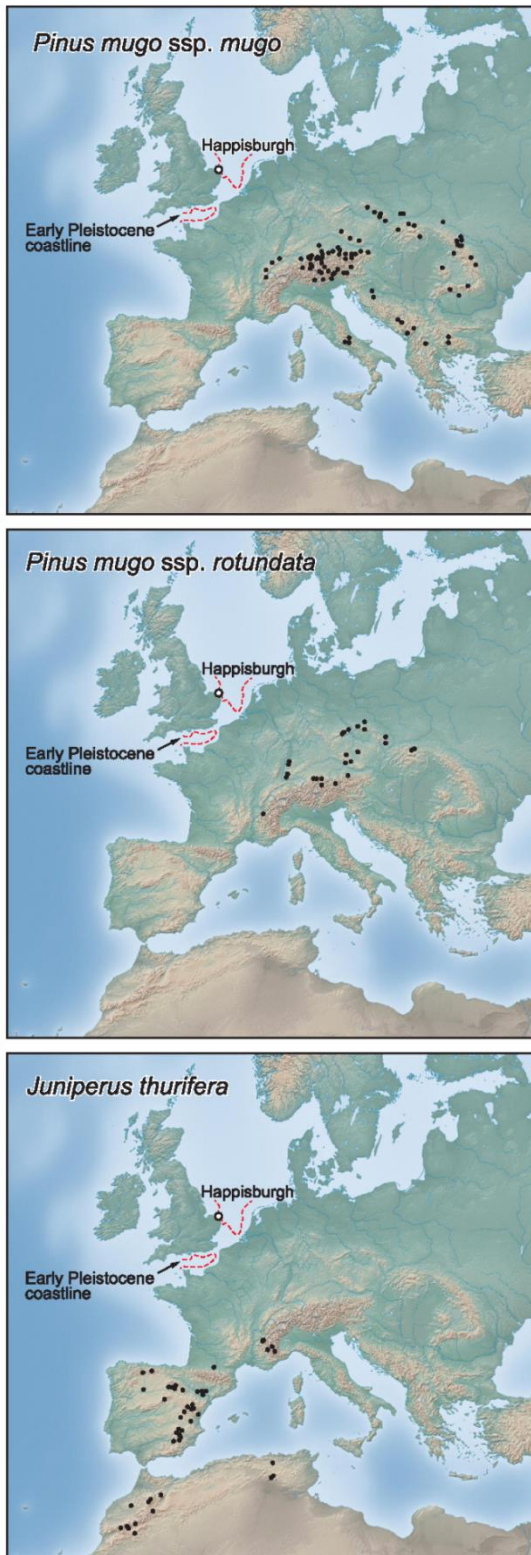 Pinus mugo ssp. mugo
Happisburgh
Early Pleistocene
coastline
Pinus mugo ssp. rotundata
Happisburgh
Early Pleistocene
coastline
Juniperus thurifera
Happisburgh
Early Pleistocene
coastline